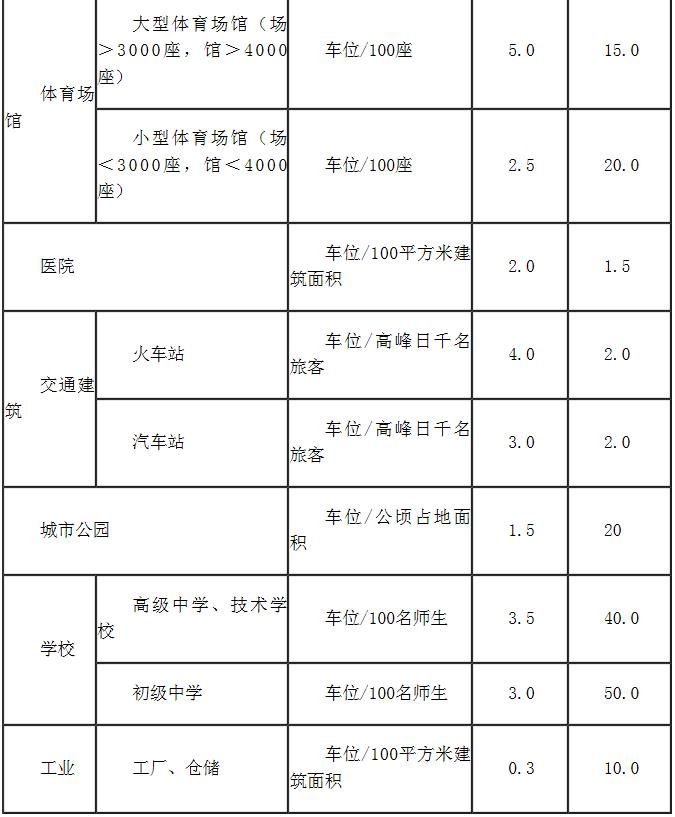 体育场
馆
大型体育场馆（场
＞3000座，馆＞4000
座）
车位/100座
5.0
15.0
小型体育场馆（场
＜3000座，馆＜4000
座）
车位/100座
2.5
20.0
医院
车位/100平方米建
筑面积
2.0
1.5
交通建
筑
火车站
车位/高峰日千名
旅客
4.0
2.0
汽车站
车位/高峰日千名
旅客
3.0
2.0
城市公园
车位/公顷占地面
积
1.5
20
学校
高级中学、技术学
校
车位/100名师生
3.5
40.0
初级中学
车位/100名师生
3.0
50.0
工业
工厂、仓储
车位/100平方米建
筑面积
0.3
10.0